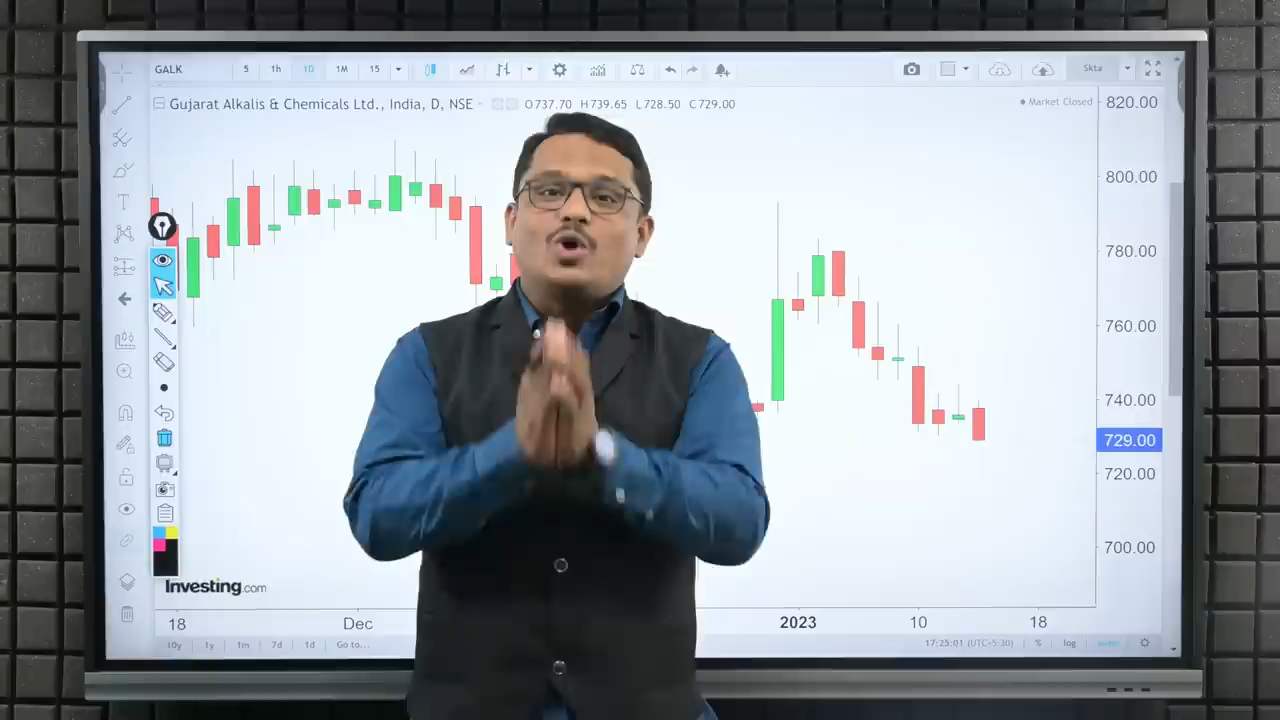 GALK 5 1h 1D 1M 15 Skta
Gujarat Alkalis & Chemicals Ltd., India, D, NSE O737.70 H739.65 L728.50 C729.00
Market Closed
820.00
800.00
780.00
760.00
740.00
729.00
720.00
700.00
T
Investing.com
18 Dec 2023 10 18
10y 1y 1m 7d 1d Go to... 17:25:01 (UTC+5:30) % log